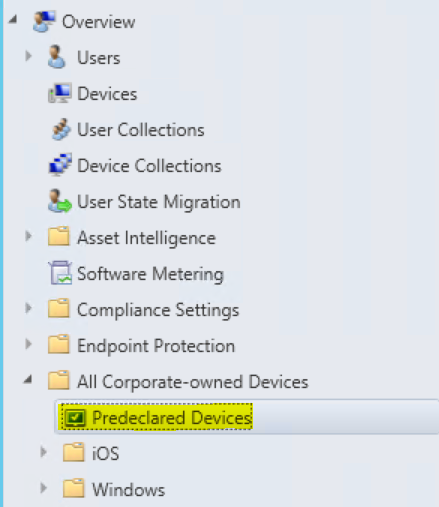 Overview
Users
Devices
User Collections
Device Collections
User State Migration
Asset Intelligence
Software Metering
Compliance Settings
Endpoint Protection
All Corporate-owned Devices
Predeclared Devices
iOS
Windows